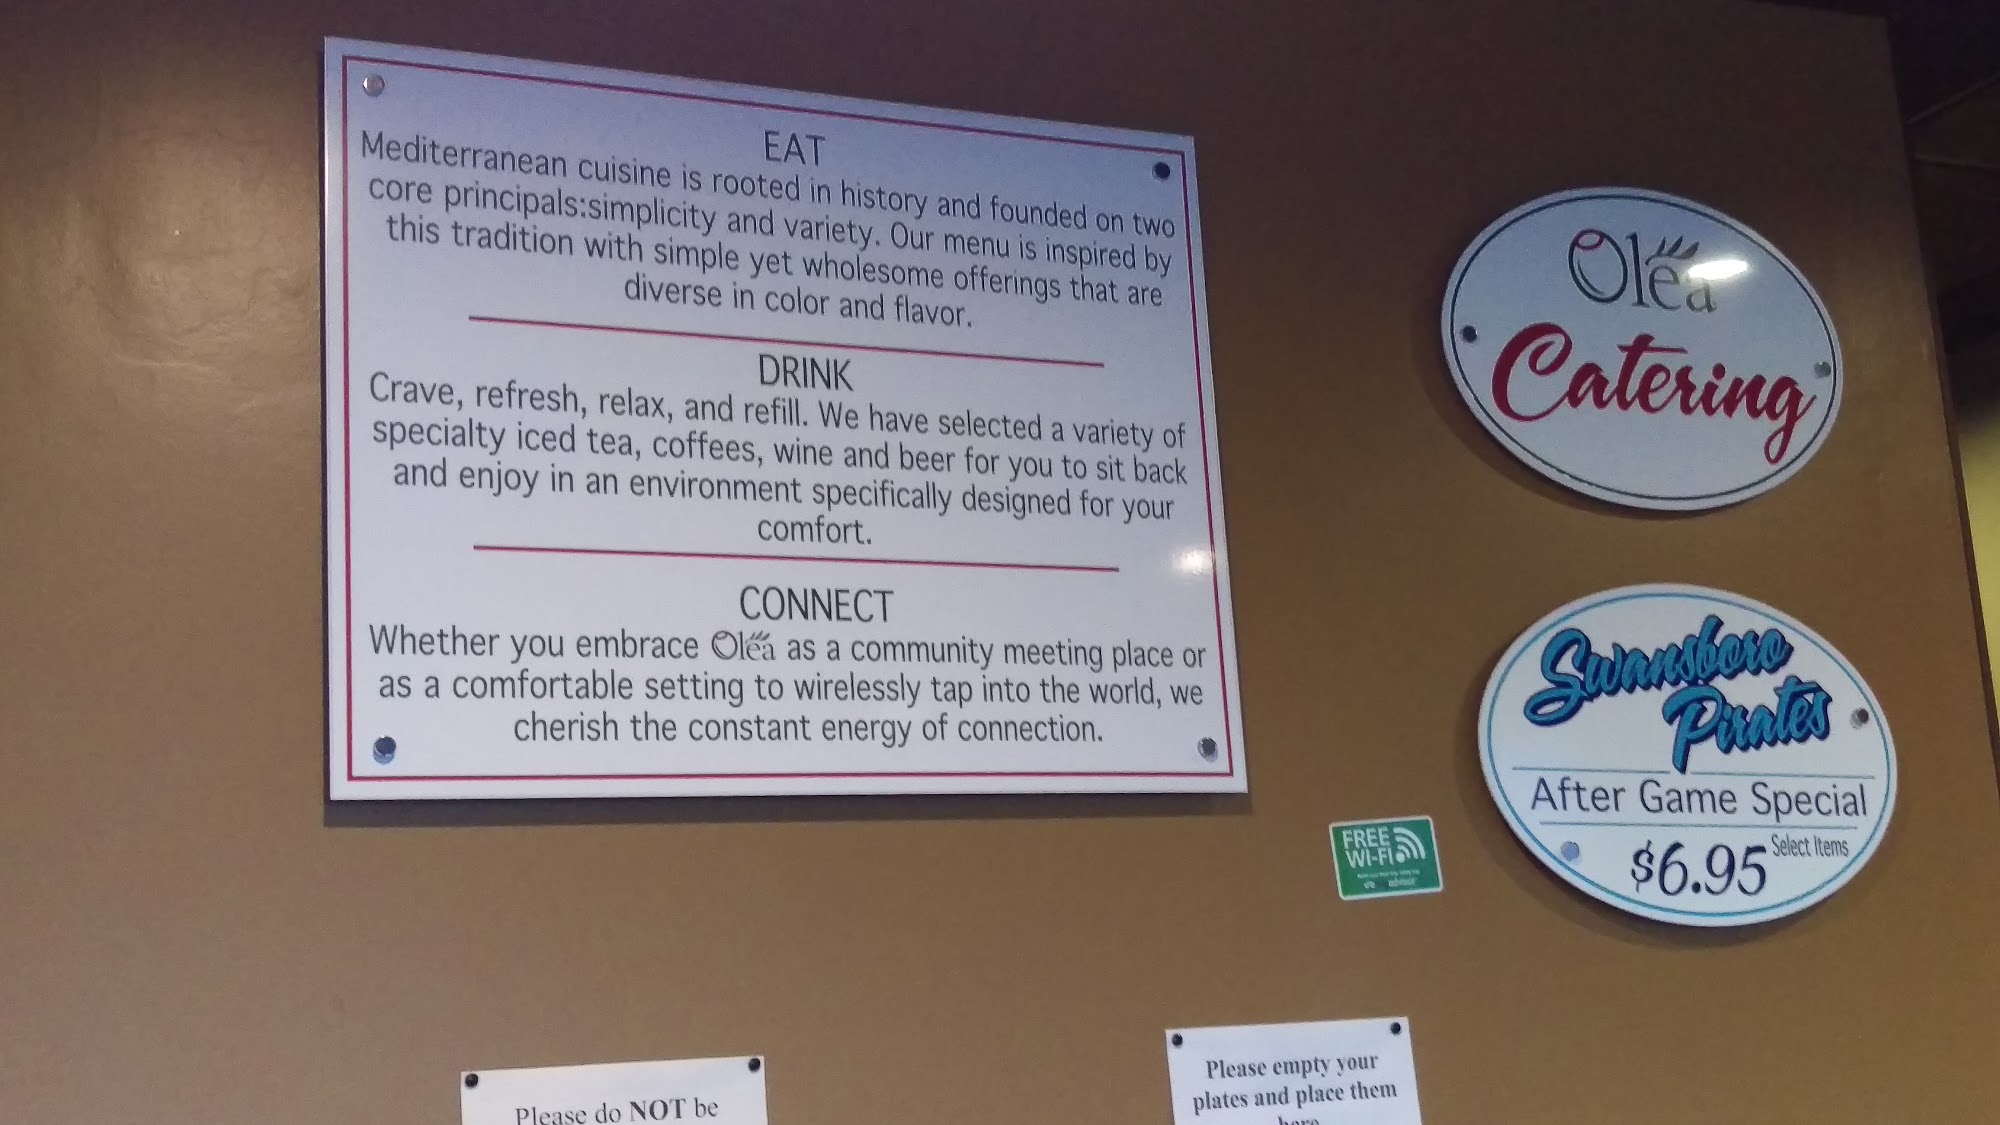 EAT
Mediterranean cuisine is rooted in history and founded on two
core principals:simplicity and variety. Our menu is inspired by
this tradition with simple yet wholesome offerings that are
diverse in color and flavor.
DRINK
Crave, refresh, relax, and refill. We have selected a variety of
specialty iced tea, coffees, wine and beer for you to sit back
and enjoy in an environment specifically designed for your
comfort.
CONNECT
Whether you embrace Olea as a community meeting place or
as a comfortable setting to wirelessly tap into the world, we
cherish the constant energy of connection.
Olea
Catering
Swansboro
Pirates
After Game Special
$6.95 Select Items
FREE
WI-FI
Please do NOT be
Please empty your
plates and place them
here